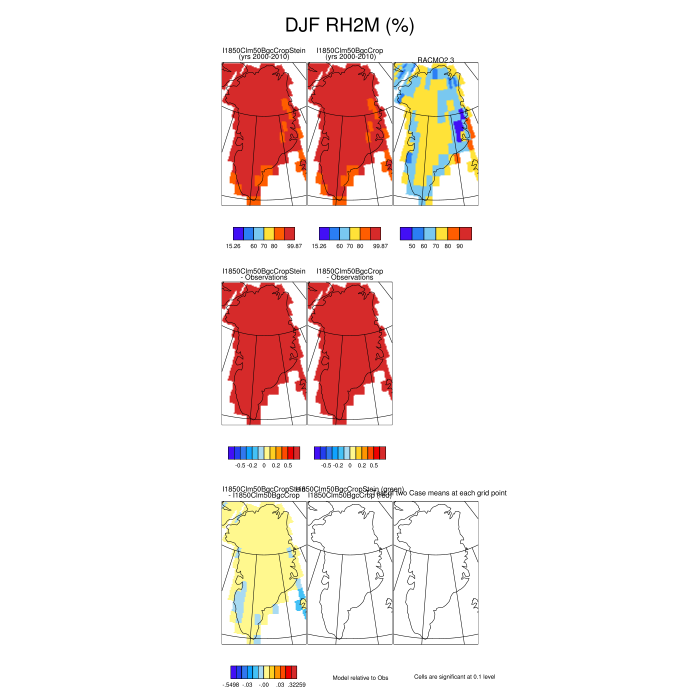 DJF RH2M (%)
I1850Clm50BgcCropStein
(yrs 2000-2010)
I1850Clm50BgcCrop
(yrs 2000-2010)
RACMO2.3
15.26 60 70 80 99.87
15.26 60 70 80 99.87
50 60 70 80 90
I1850Clm50BgcCropStein
- Observations
I1850Clm50BgcCrop
- Observations
-0.5 -0.2 0 0.2 0.5
-0.5 -0.2 0 0.2 0.5
I1850Clm50BgcCropStein
- I1850Clm50BgcCrop
I1850Clm50BgcCropStein (green)
I1850Clm50BgcCrop (red)
of two Case means at each grid point
-.5498 -.03 -.00 .03 .32259
Model relative to Obs
Cells are significant at 0.1 level